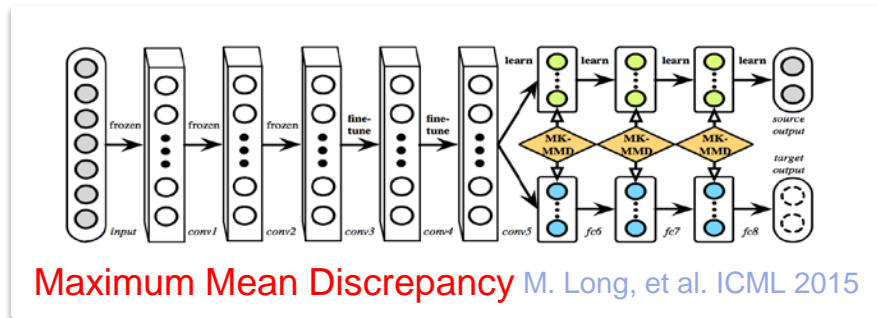 learn learn learn learn
frozen frozen frozen fine-
tune fine-
tune
source
output
MK-
MMD MK-
MMD MK-
MMD
target
output
input conv1 conv2 conv3 conv4 conv5 fc6 fc7 fc8
Maximum Mean Discrepancy M. Long, et al. ICML 2015